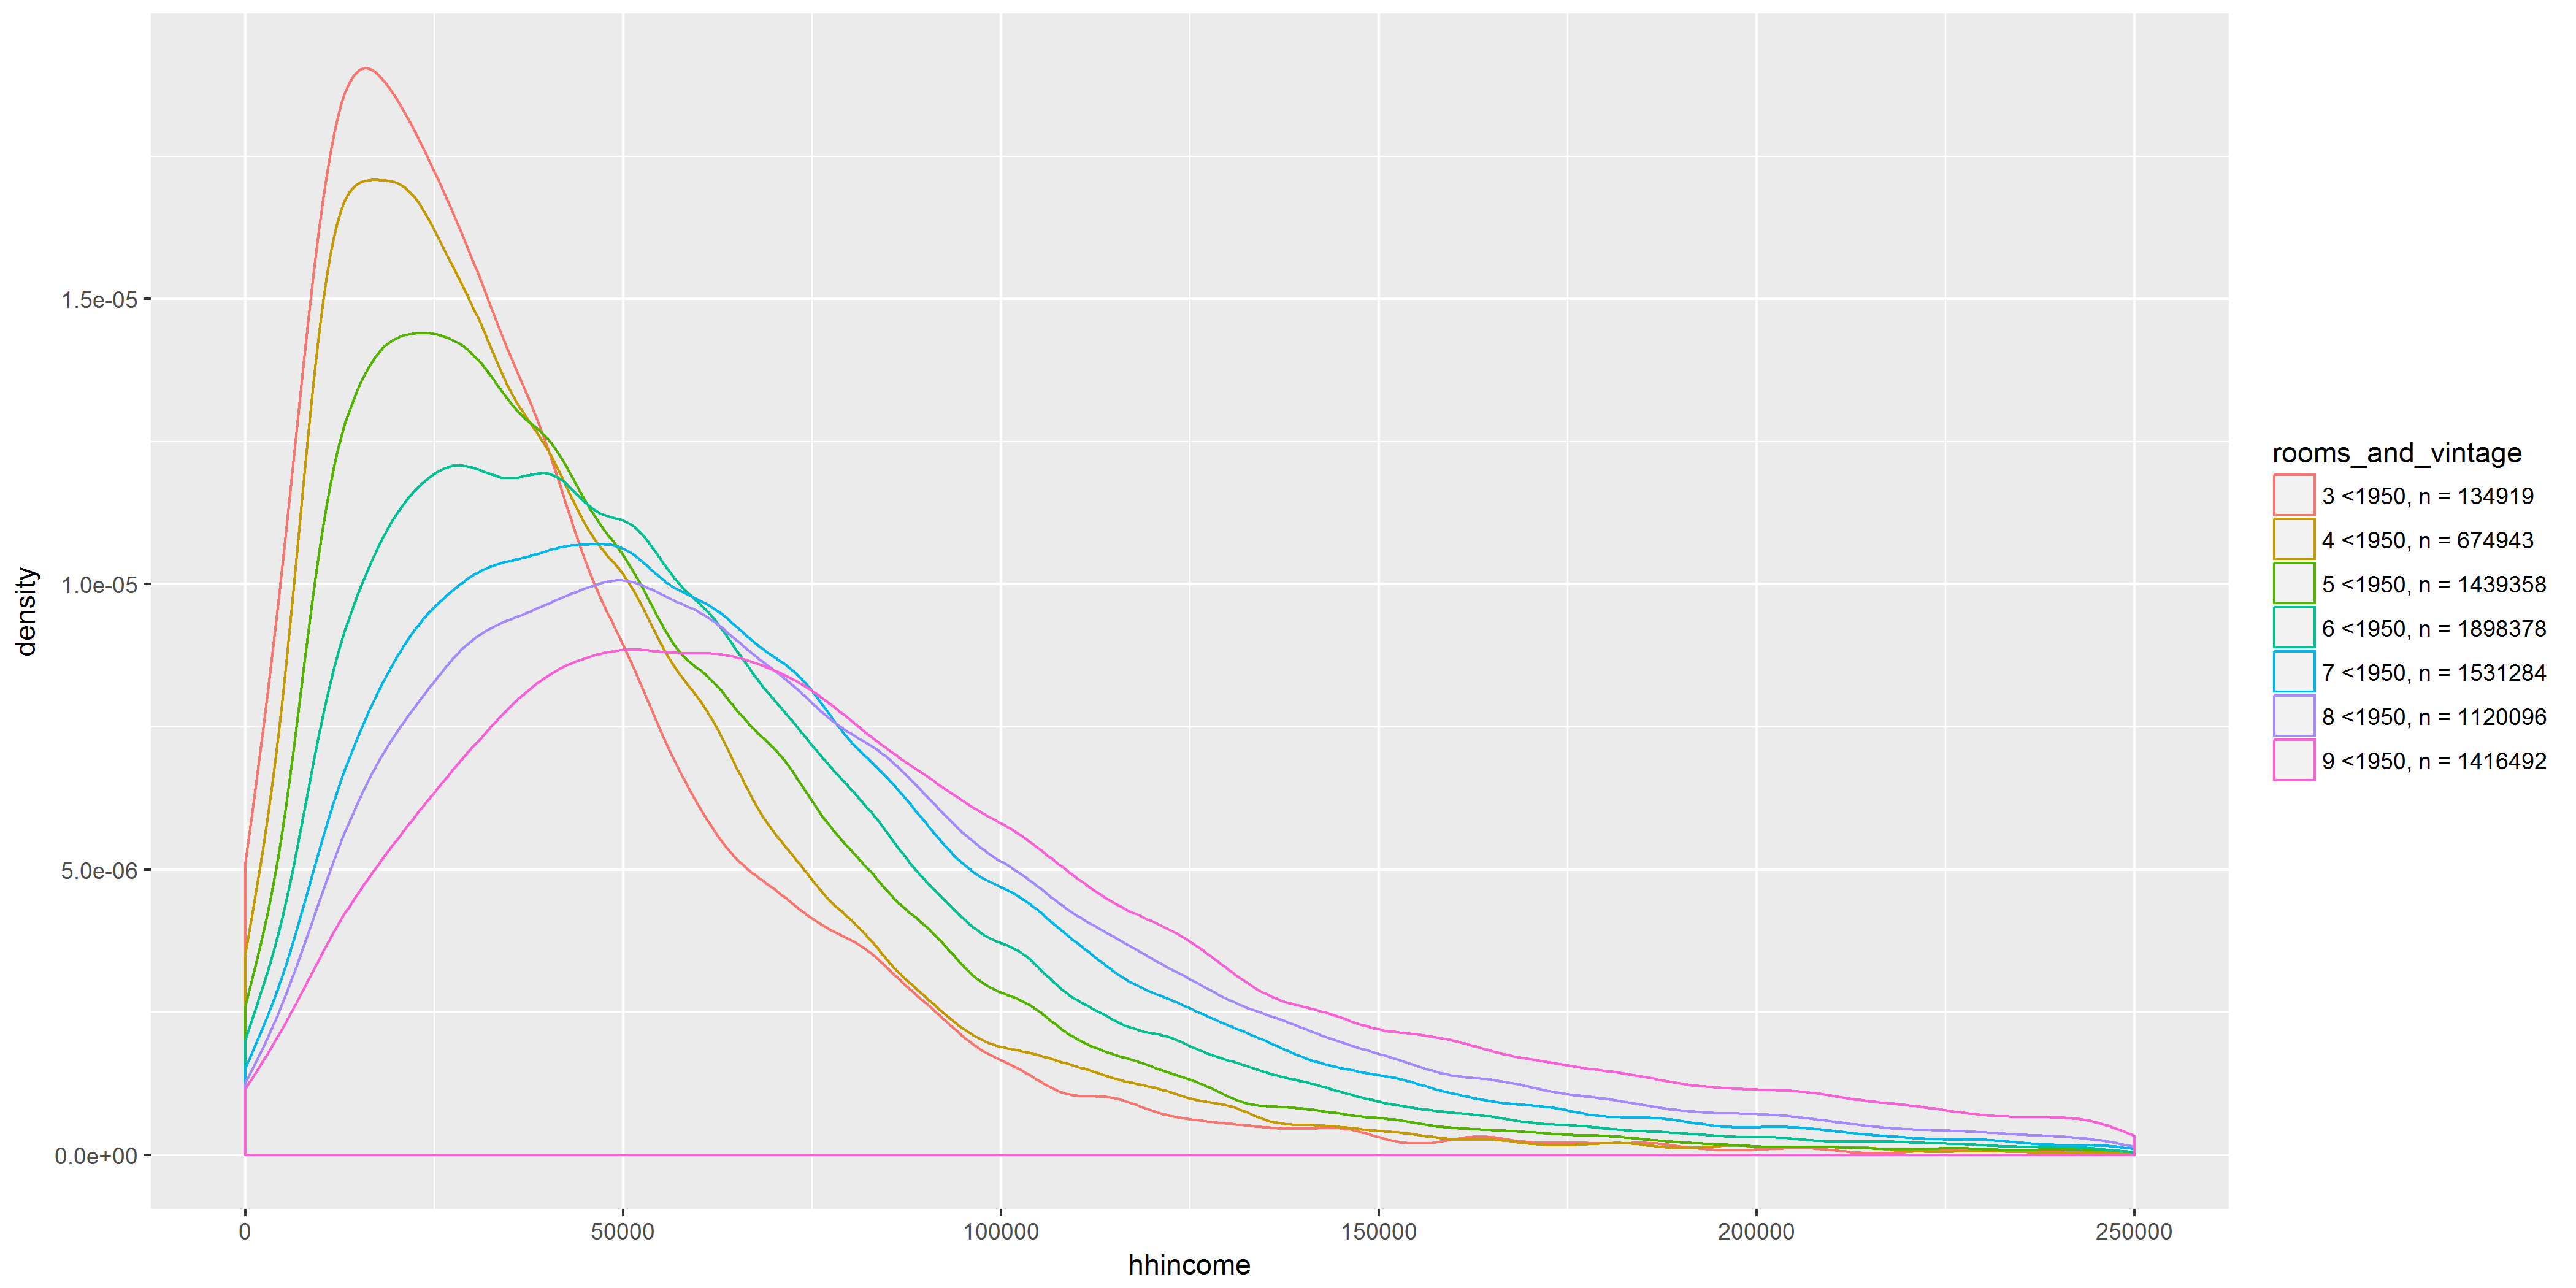 density
1.5e-05
1.0e-05
5.0e-06
0.0e+00
0 50000 100000 150000 200000 250000
hhincome
rooms_and_vintage
3 <1950, n = 134919
4 <1950, n = 674943
5 <1950, n = 1439358
6 <1950, n = 1898378
7 <1950, n = 1531284
8 <1950, n = 1120096
9 <1950, n = 1416492